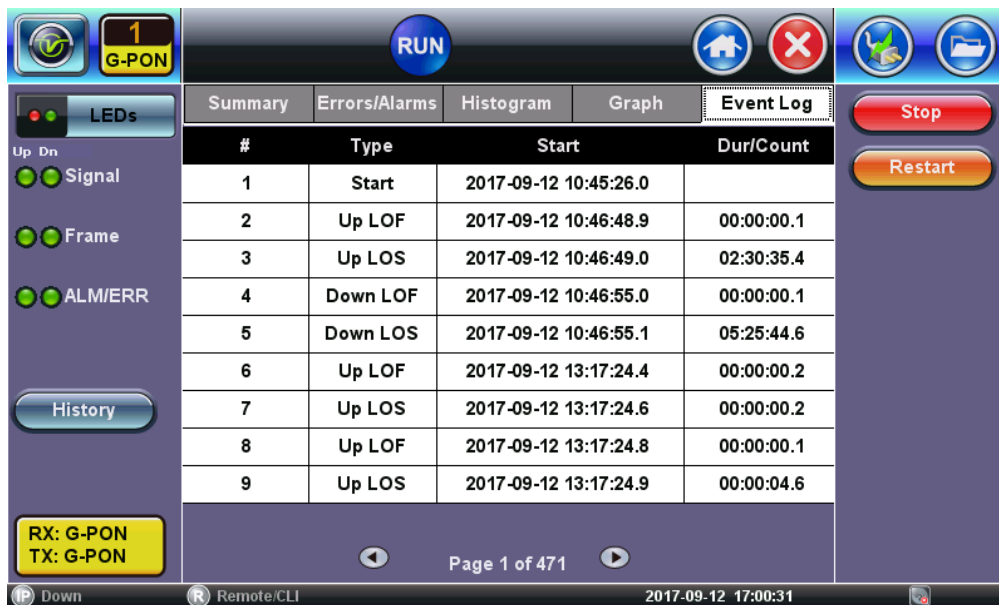 1
G-PON
RUN
LEDs
Up Dn
Signal
Frame
ALM/ERR
History
RX: G-PON
TX: G-PON
Summary Errors/Alarms Histogram Graph Event Log
# Type Start Dur/Count
1 Start 2017-09-12 10:45:26.0
2 Up LOF 2017-09-12 10:46:48.9 00:00:00.1
3 Up LOS 2017-09-12 10:46:49.0 02:30:35.4
4 Down LOF 2017-09-12 10:46:55.0 00:00:00.1
5 Down LOS 2017-09-12 10:46:55.1 05:25:44.6
6 Up LOF 2017-09-12 13:17:24.4 00:00:00.2
7 Up LOS 2017-09-12 13:17:24.6 00:00:00.2
8 Up LOF 2017-09-12 13:17:24.8 00:00:00.1
9 Up LOS 2017-09-12 13:17:24.9 00:00:04.6
Page 1 of 471
Stop
Restart
IP Down R Remote/CLI 2017-09-12 17:00:31